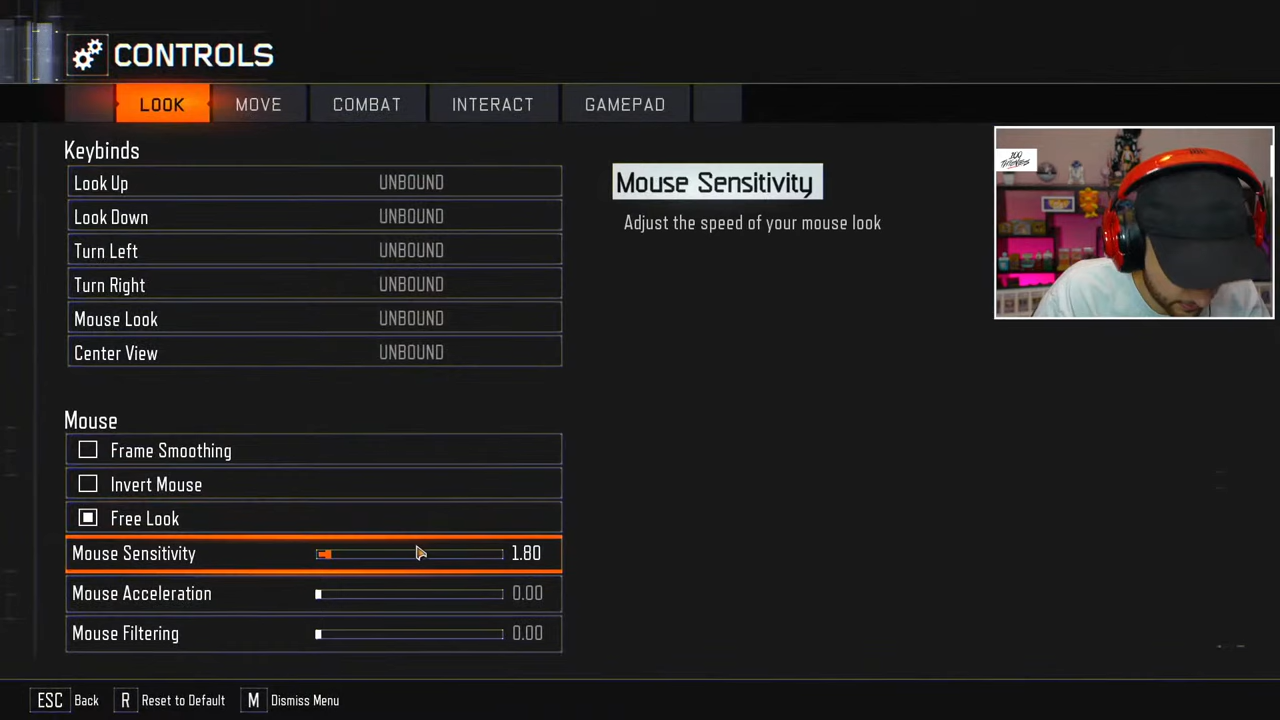 CONTROLS
LOOK MOVE COMBAT INTERACT GAMEPAD
Keybinds
Look Up UNBOUND
Look Down UNBOUND
Turn Left UNBOUND
Turn Right UNBOUND
Mouse Look UNBOUND
Center View UNBOUND
Mouse
Frame Smoothing
Invert Mouse
Free Look
Mouse Sensitivity 1.80
Mouse Acceleration 0.00
Mouse Filtering 0.00
Mouse Sensitivity
Adjust the speed of your mouse look
100
THIEVES
ESC Back R Reset to Default M Dismiss Menu